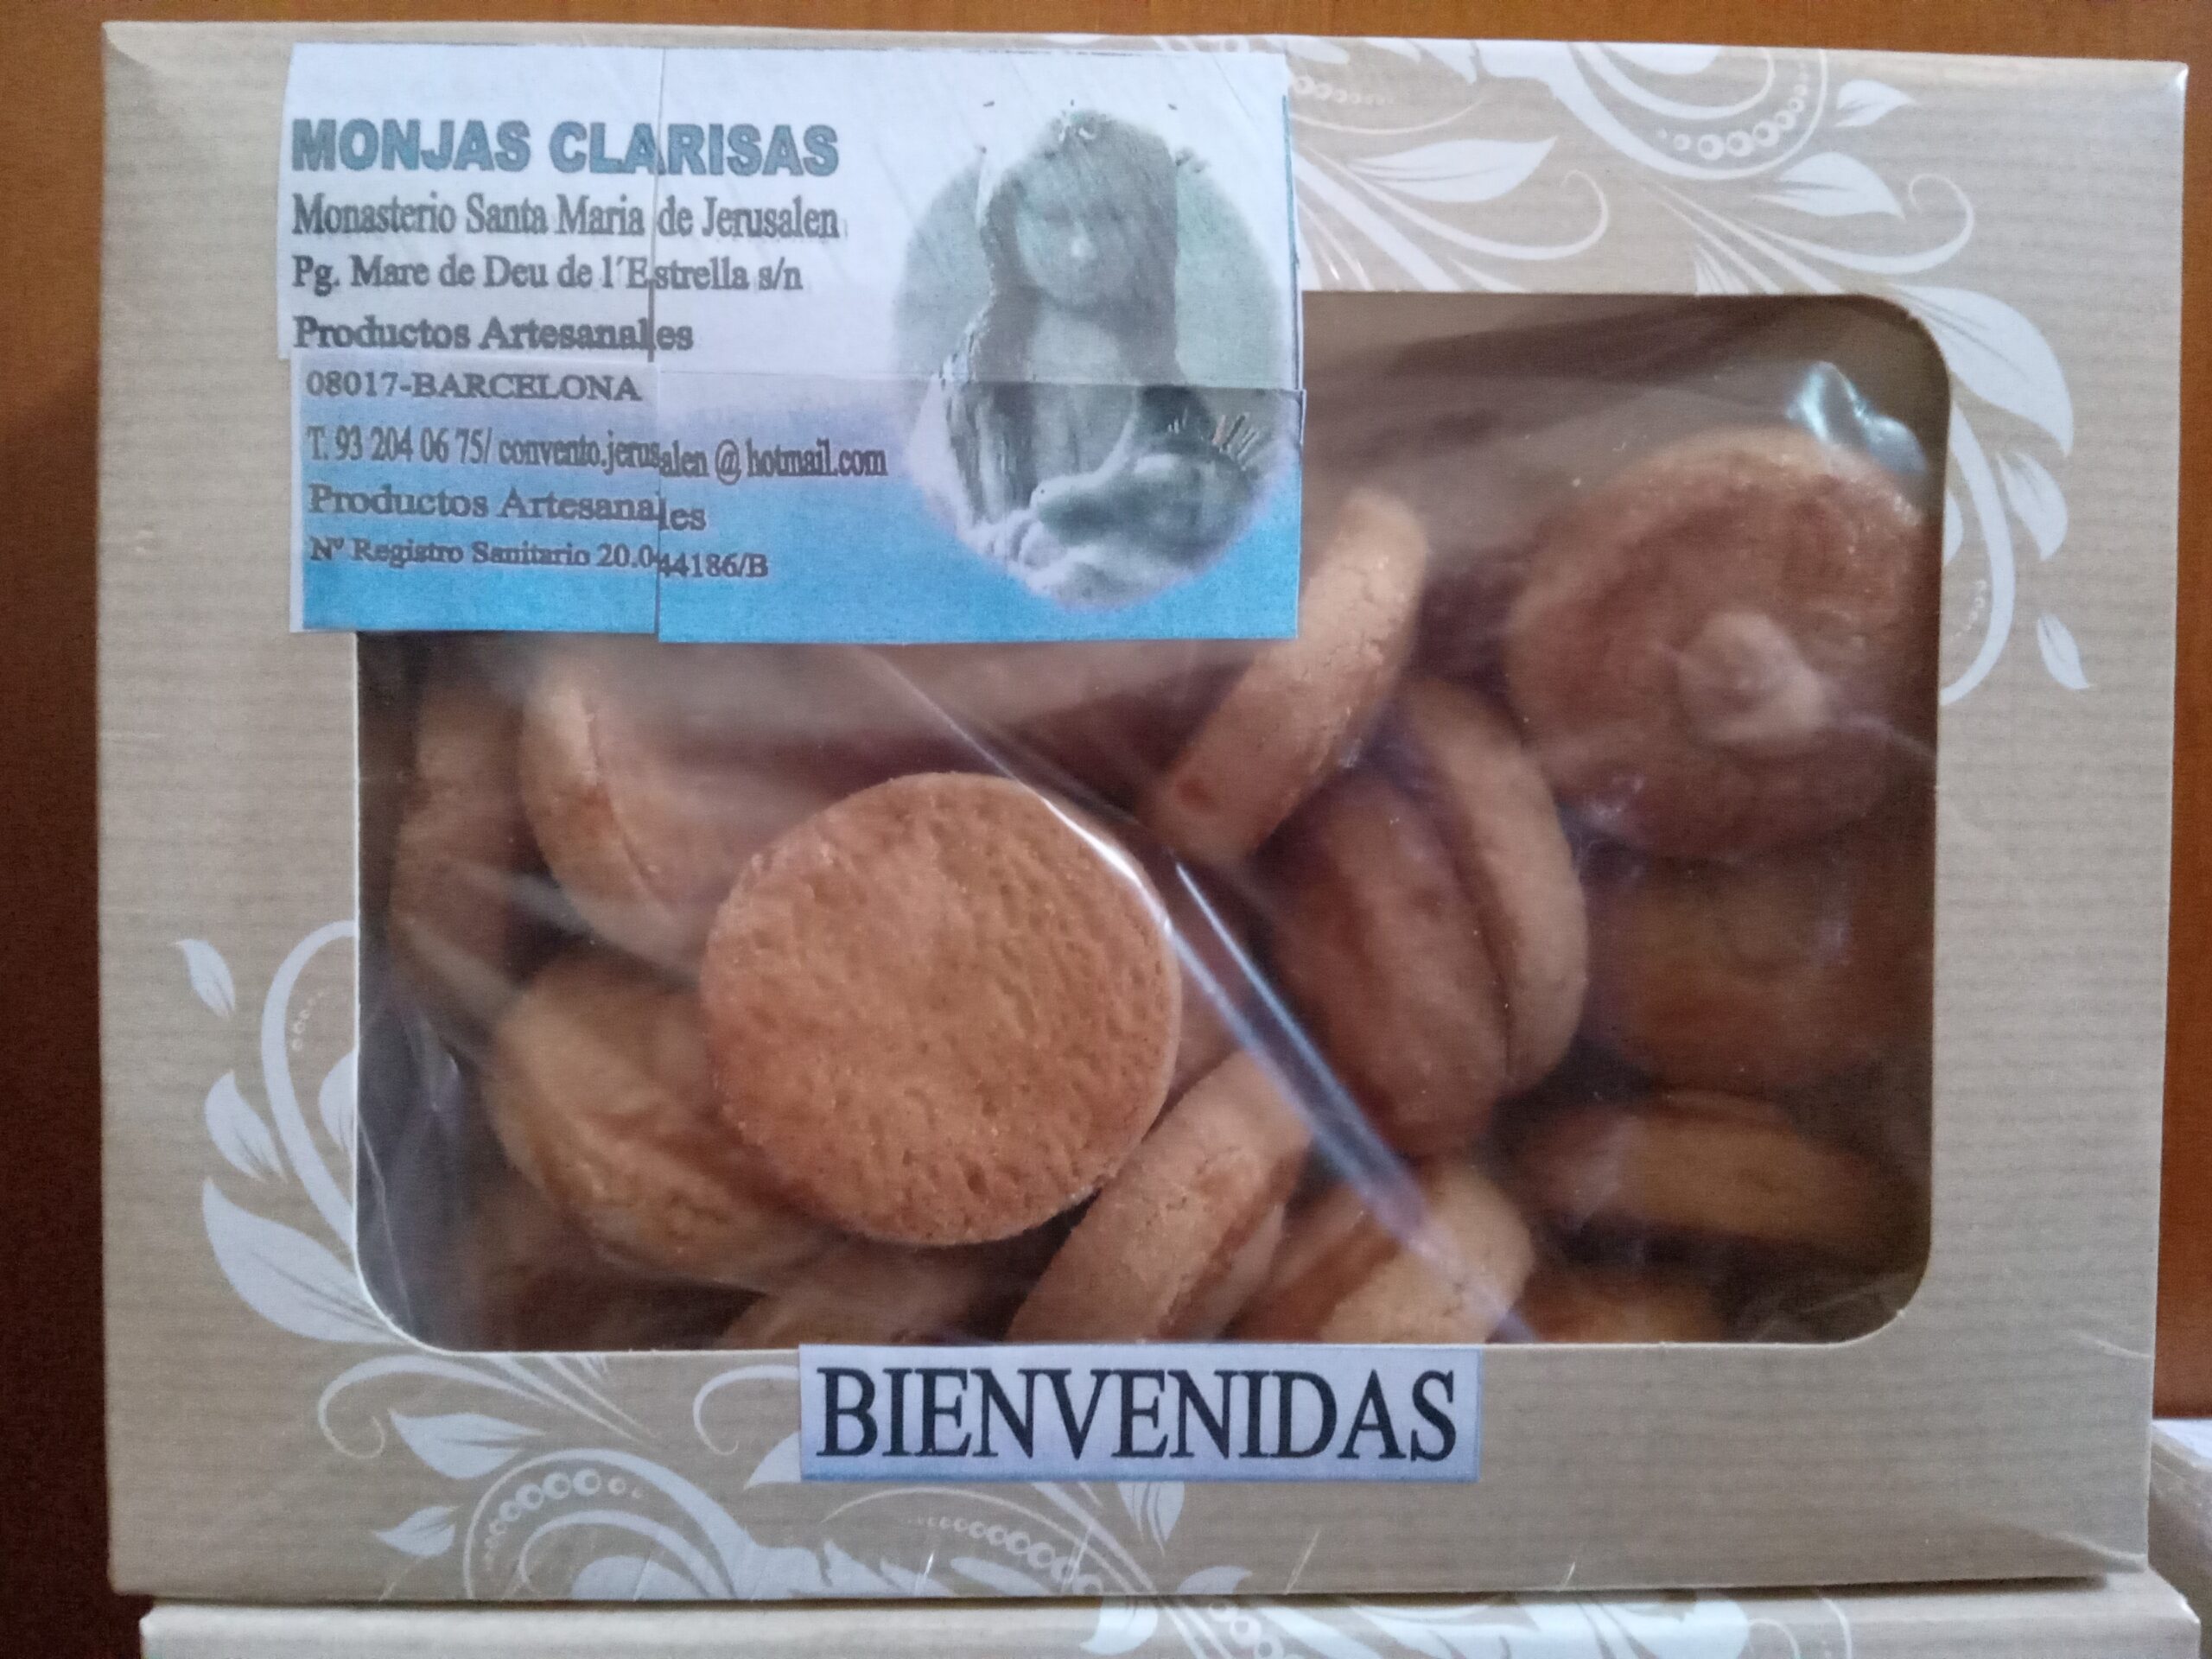 MONJAS CLARISAS
Monasterio Santa Maria de Jerusalen
Pg. Mare de Deu de l´Estrella s/n
Productos Artesanales
08017-BARCELONA
T. 93 204 06 75/ convento.jerusalen @ hotmail.com
Productos Artesanales
Nº Registro Sanitario 20.044186/B
BIENVENIDAS